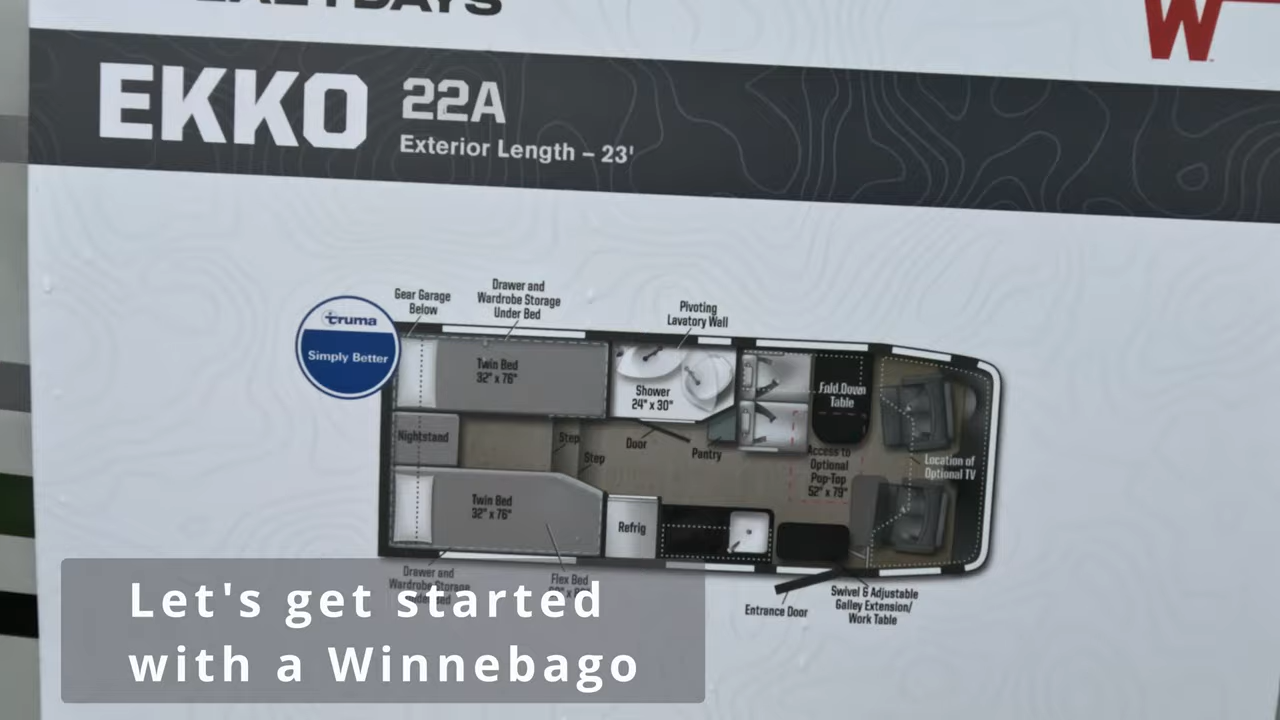 EKKO
22A
Exterior Length – 23'
W
Gear Garage
Below
Drawer and
Wardrobe Storage
Under Bed
Pivoting
Lavatory Wall
truma
Simply Better
Twin Bed
32" x 76"
Shower
24" x 30"
Fold Down
Table
Nightstand
Step
Step
Door
Pantry
Access to
Optional
Pop-Top
52" x 79"
Location of
Optional TV
Twin Bed
32" x 76"
Refrig
Drawer and
Wardrobe Storage
Flex Bed
Entrance Door
Swivel & Adjustable
Galley Extension/
Work Table
Let's get started
with a Winnebago